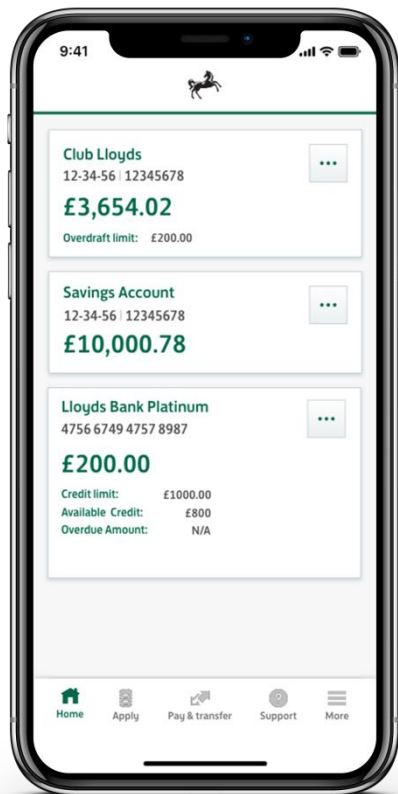 9:41
Club Lloyds
12-34-56 | 12345678
£3,654.02
Overdraft limit: £200.00
Savings Account
12-34-56 | 12345678
£10,000.78
Lloyds Bank Platinum
4756 6749 4757 8987
£200.00
Credit limit: £1000.00
Available Credit: £800
Overdue Amount: N/A
Home Apply Pay & transfer Support More